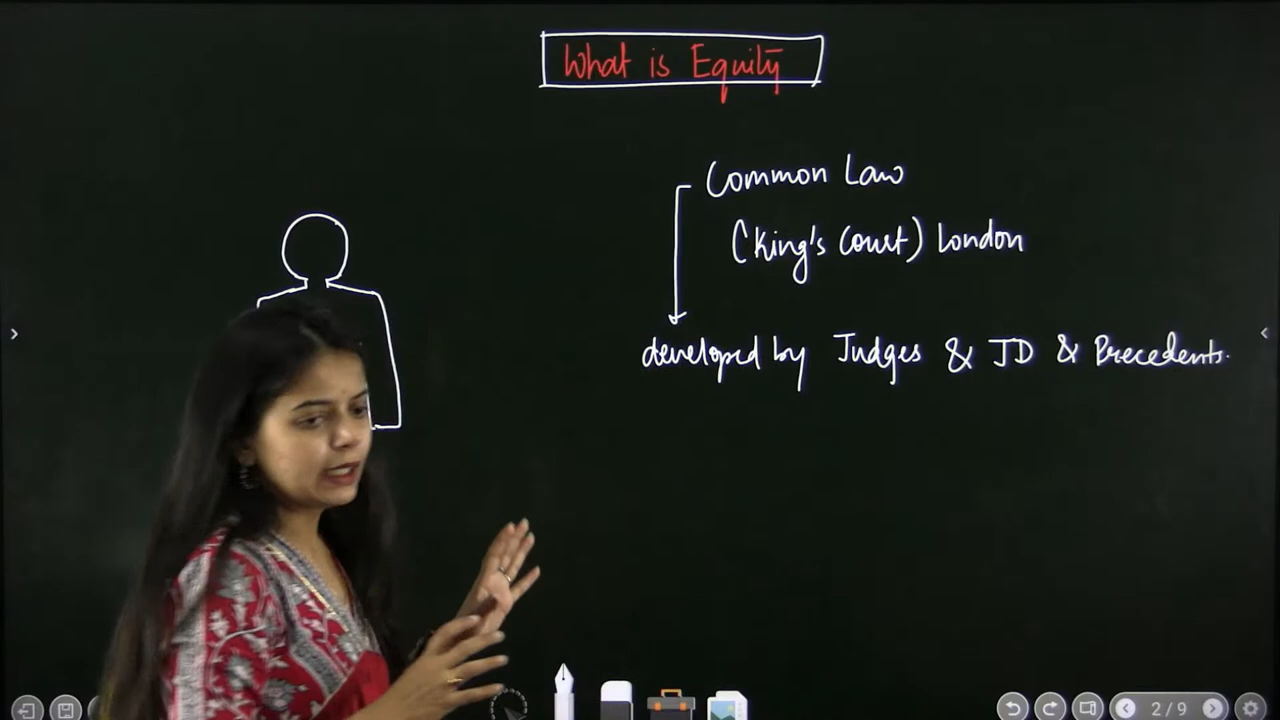 What is Equity
Common Law
(King's Court) London
developed by Judges & JD & Precedents.
2/9